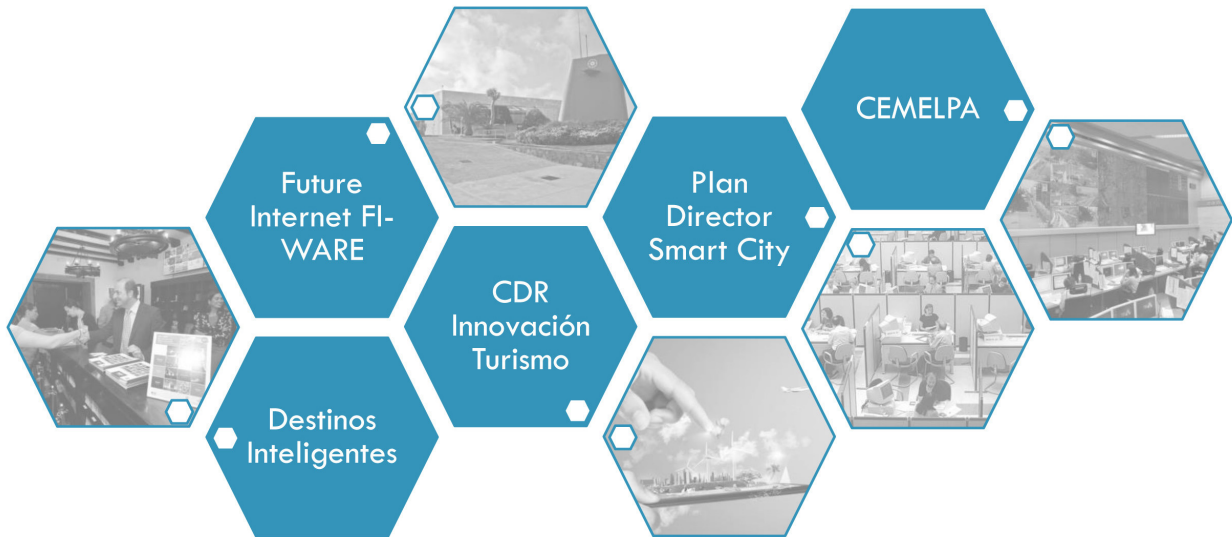 Future
Internet FI-
WARE
Destinos
Inteligentes
CDR
Innovación
Turismo
Plan
Director
Smart City
CEMELPA